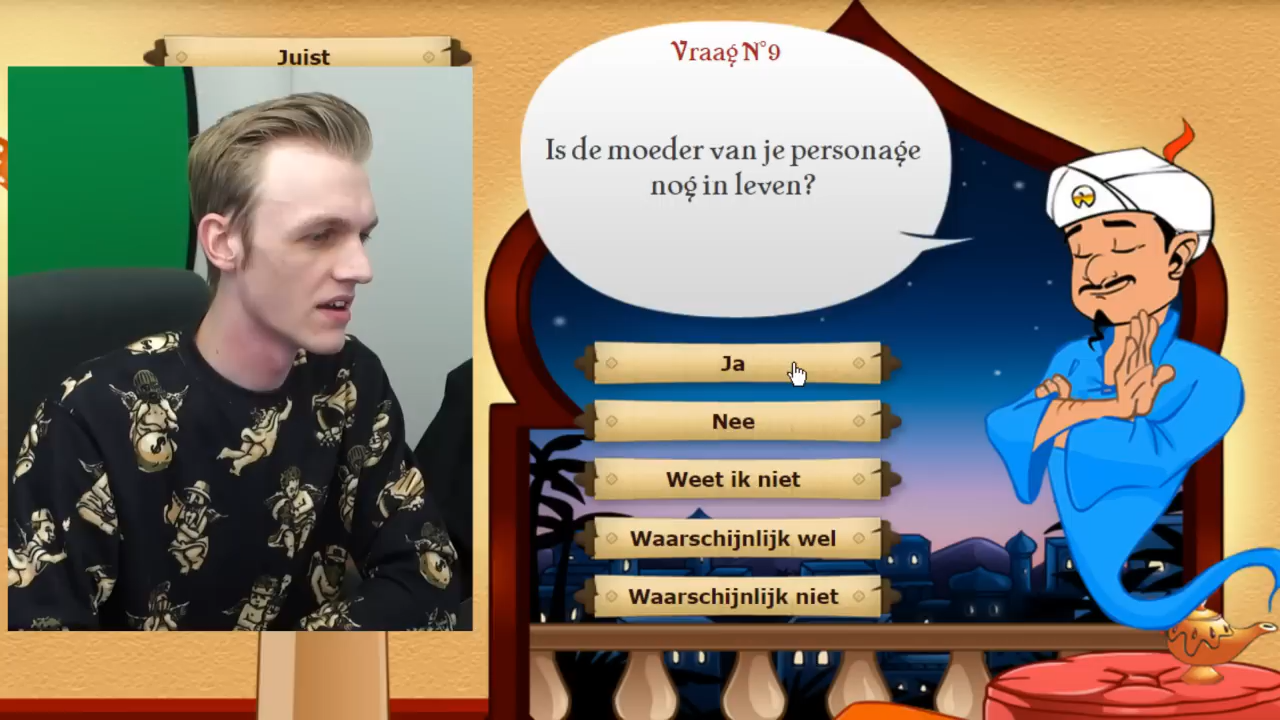 Juist
Vraag N°9
Is de moeder van je personage
nog in leven?
Ja
Nee
Weet ik niet
Waarschijnlijk wel
Waarschijnlijk niet